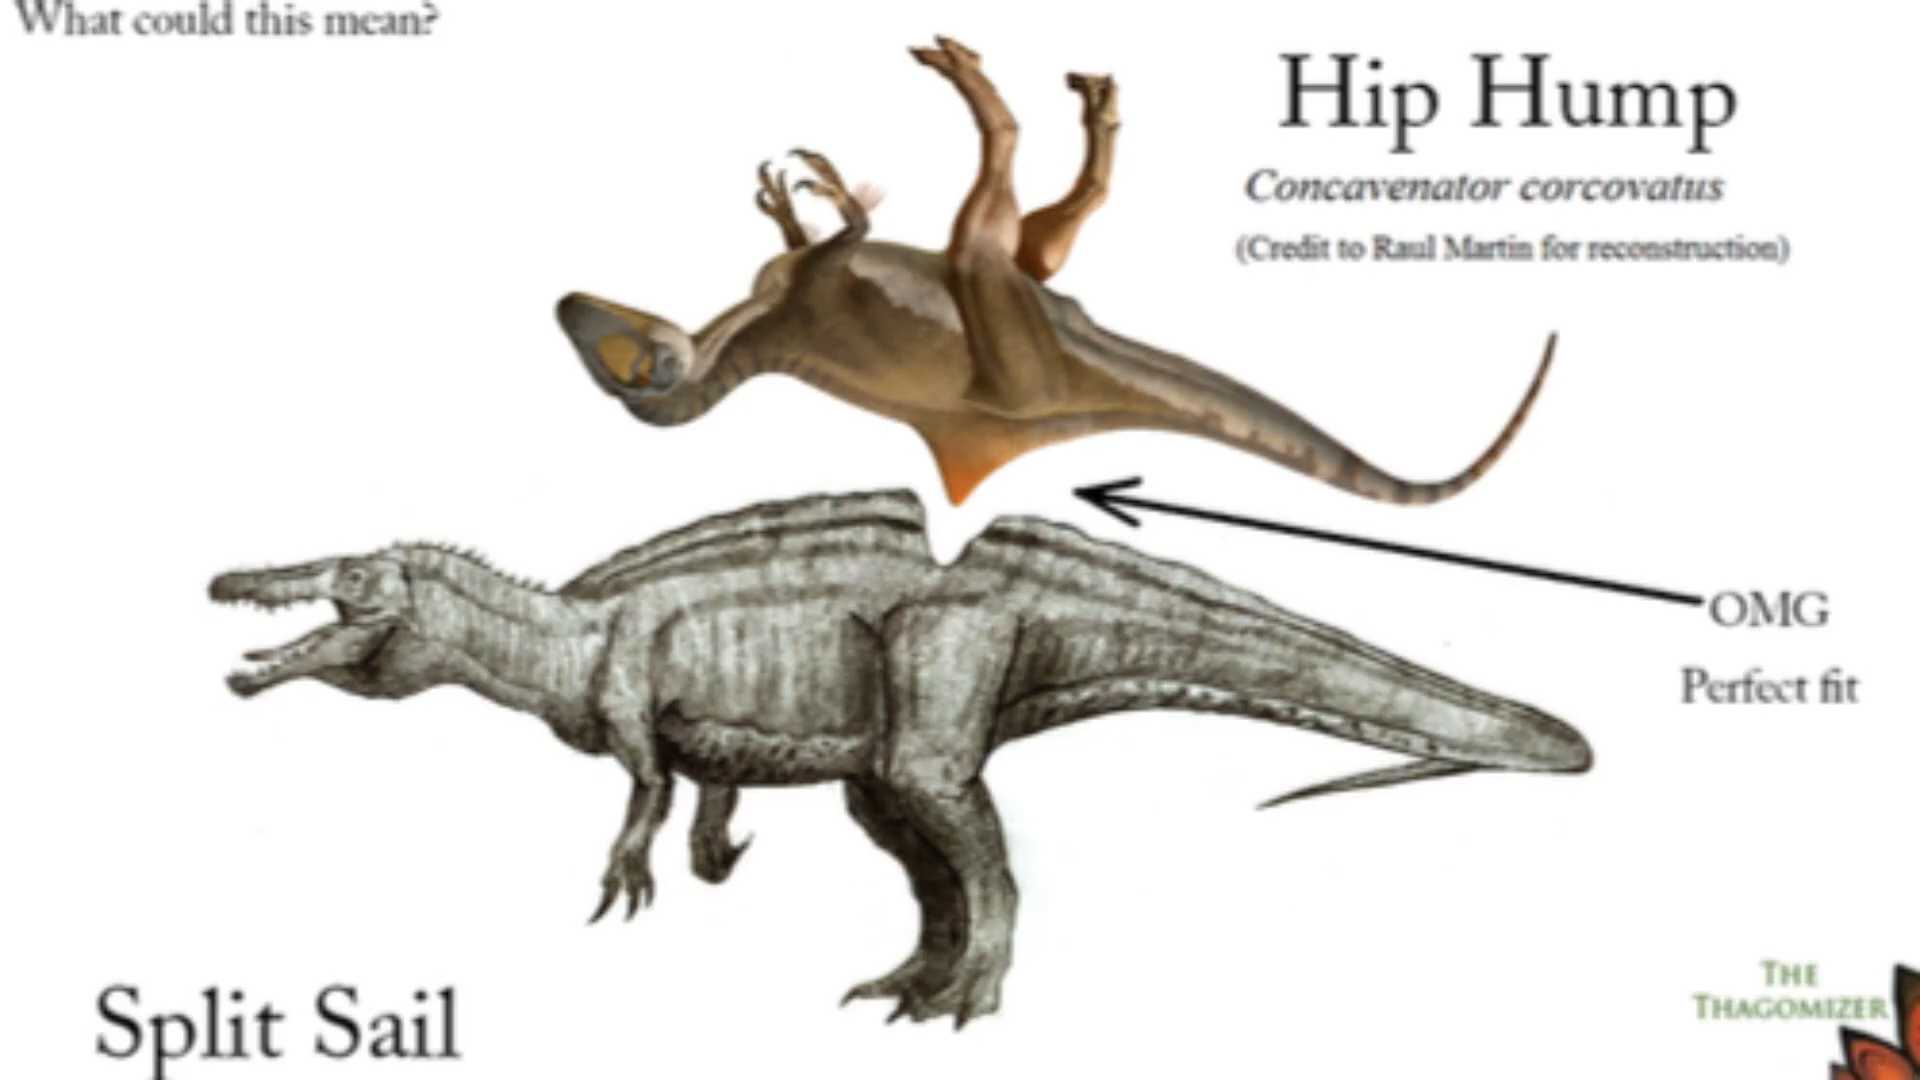 What could this mean?
Hip Hump
Concavenator corcovatus
(Credit to Raul Martin for reconstruction)
OMG
Perfect fit
Split Sail
THE
THAGOMIZER